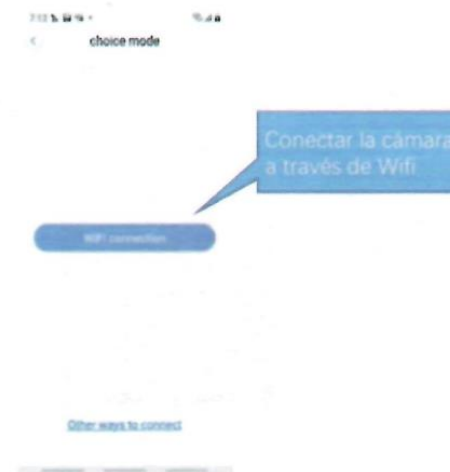 choice mode
Conectar la cámara
a través de Wifi
WIFI connection
Other ways to connect